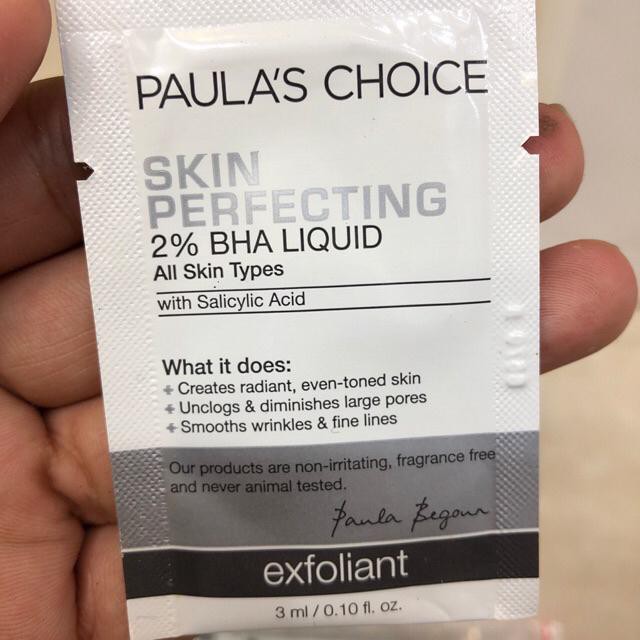 PAULA'S CHOICE
SKIN
PERFECTING
2% BHA LIQUID
All Skin Types
with Salicylic Acid
What it does:
+ Creates radiant, even-toned skin
+ Unclogs & diminishes large pores
+ Smooths wrinkles & fine lines
Our products are non-irritating, fragrance free
and never animal tested.
Paula Begoun
exfoliant
3 ml / 0.10 fl. oz.